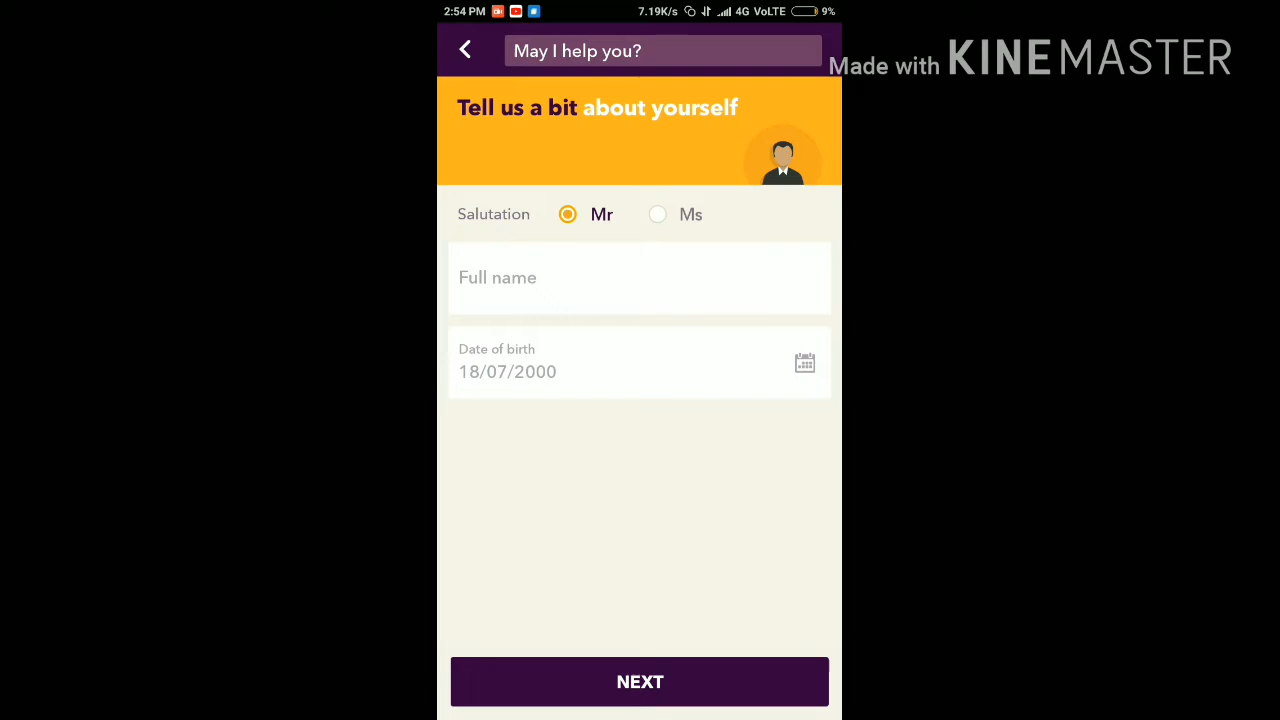 2:54 PM 7.19K/s 4G VoLTE 9%
May I help you?
Made with KINEMASTER
Tell us a bit about yourself
Salutation Mr Ms
Full name
Date of birth
18/07/2000
NEXT